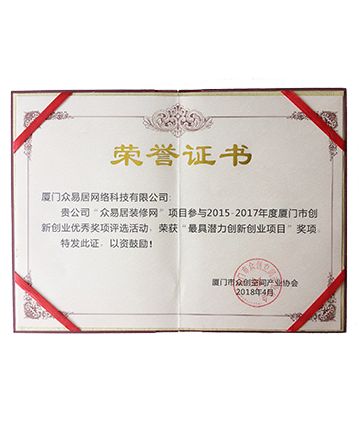 荣誉证书
厦门众易居网络科技有限公司：
贵公司“众易居装修网”项目参与2015-2017年度厦门市创
新创业优秀奖项评选活动，荣获“最具潜力创新创业项目”奖项。
特发此证，以资鼓励！
厦门市众创空间产业协会
2018年4月